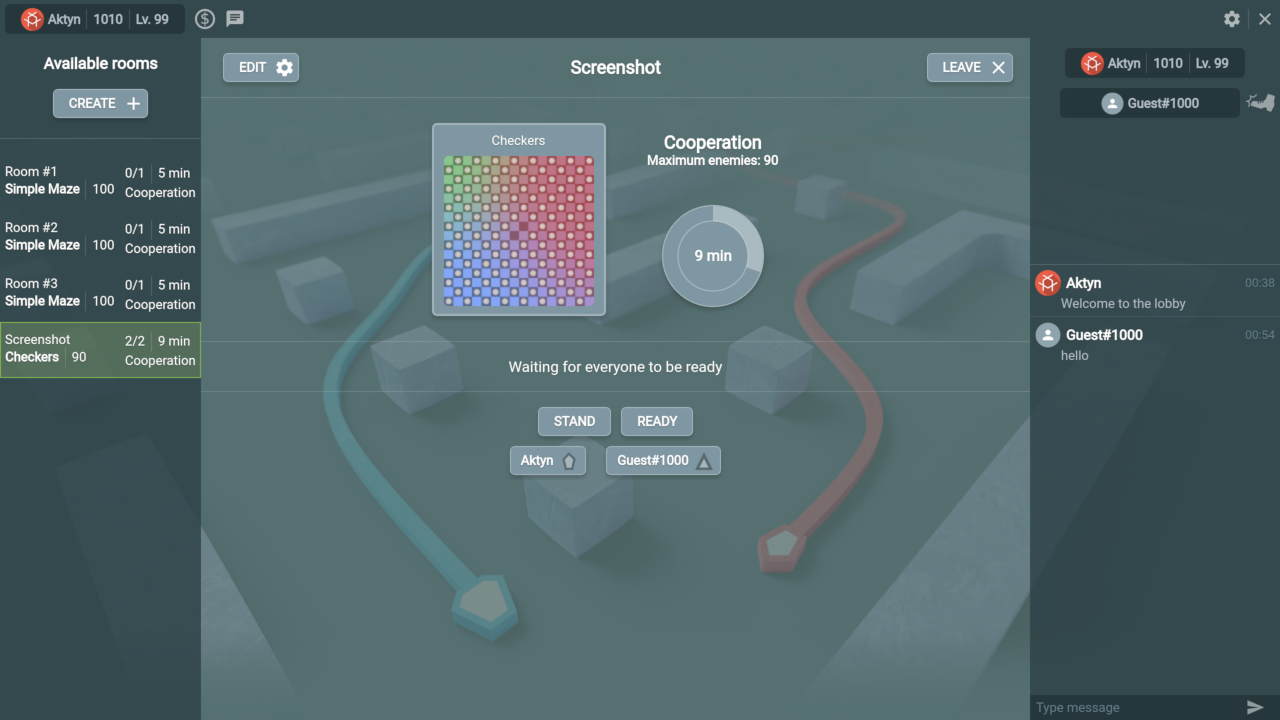 Aktyn 1010 Lv. 99
Available rooms
CREATE
Room #1 0/1 5 min
Simple Maze 100 Cooperation
Room #2 0/1 5 min
Simple Maze 100 Cooperation
Room #3 0/1 5 min
Simple Maze 100 Cooperation
Screenshot 2/2 9 min
Checkers 90 Cooperation
EDIT Screenshot LEAVE
Checkers
Cooperation
Maximum enemies: 90
9 min
Waiting for everyone to be ready
STAND READY
Aktyn Guest#1000
Aktyn 1010 Lv. 99
Guest#1000
Aktyn 00:38
Welcome to the lobby
Guest#1000 00:54
hello
Type message